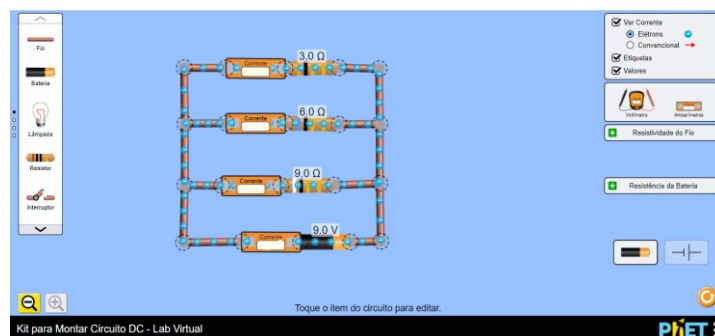 Fio
Bateria
Lâmpada
Resistor
Interruptor
3.0 Ω
Corrente
6.0 Ω
Corrente
9.0 Ω
Corrente
9.0 V
Corrente
Ver Corrente
Elétrons
Convencional
Etiquetas
Valores
Voltímetro
Amperímetros
Resistividade do Fio
Resistência da Bateria
Toque o item do circuito para editar.
Kit para Montar Circuito DC - Lab Virtual
PhET